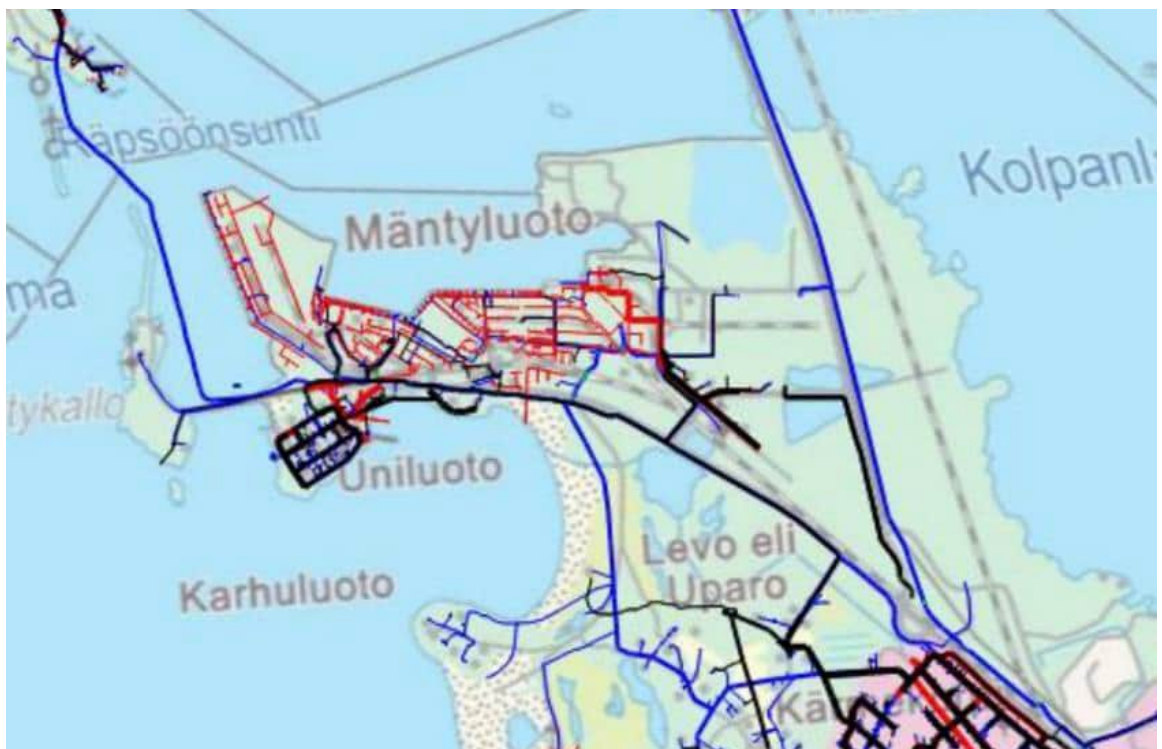 Räpsöönsunti
Kolpanl
Mäntyluoto
ma
tykallo
Uniluoto
Levo eli
Uparo
Karhuluoto